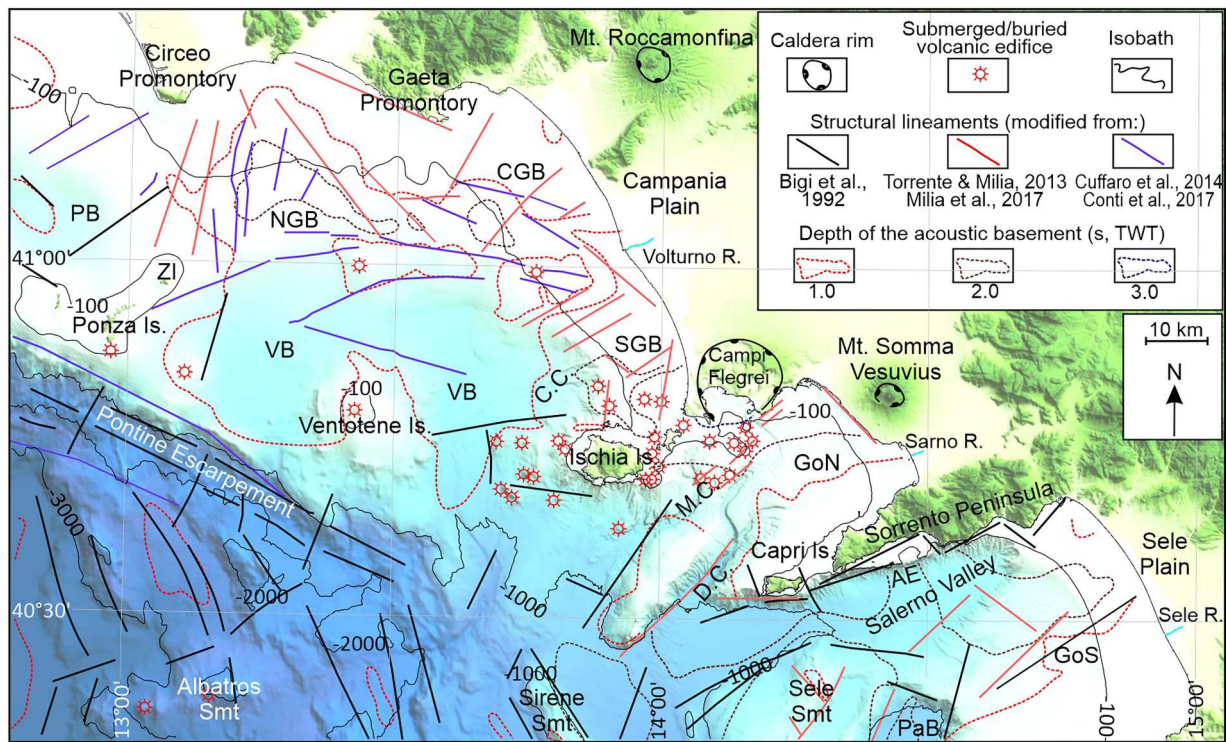 Circeo
Promontory
Gaeta
Promontory
Mt. Roccamonfina
-100
PB
NGB
CGB
Campania
Plain
Volturno R.
41°00'
ZI
-100
Ponza Is.
VB
VB
C.C.
SGB
Campi
Flegrei
Mt. Somma
Vesuvius
-100
Ventotene Is.
-100
Ischia Is.
GoN
Sarno R.
Pontine Escarpement
M.C.
Sorrento Peninsula
-3000
Capri Is.
D.C.
AE
Salerno Valley
Sele
Plain
-1000
-2000
40°30'
Sele R.
-2000
GoS
-1000
-1000
Albatros
Smt
Sirene
Smt
Sele
Smt
PaB
13°00'
14°00'
-100
15°00'
Caldera rim
Submerged/buried
volcanic edifice
Isobath
Structural lineaments (modified from:)
Bigi et al.,
1992
Torrente & Milia, 2013
Milia et al., 2017
Cuffaro et al., 2014
Conti et al., 2017
Depth of the acoustic basement (s, TWT)
1.0
2.0
3.0
10 km
N